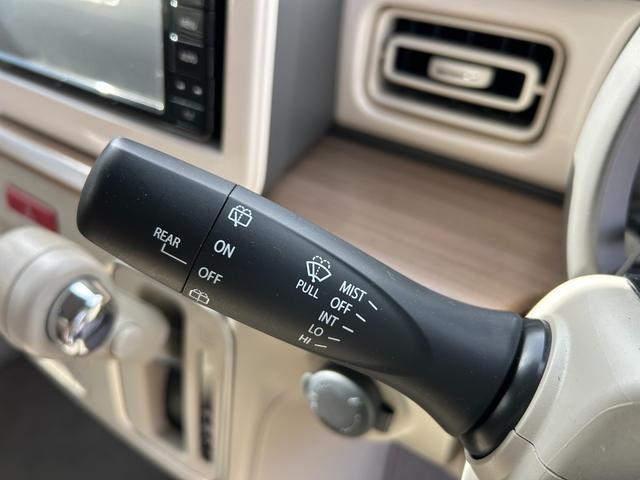 REAR
ON
OFF
PULL
MIST
OFF
INT
LO
HI